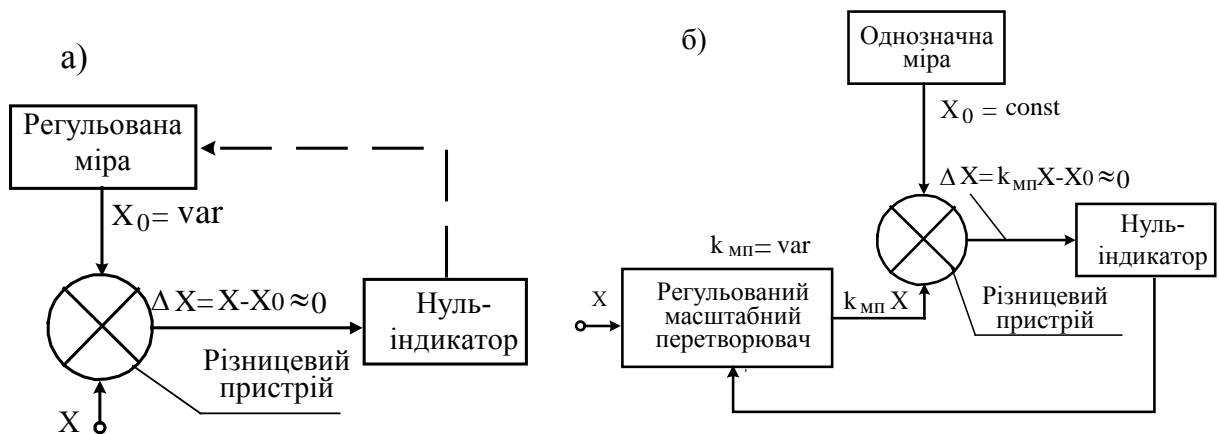 а)
Регульована
міра
X0= var
ΔX=X-X0≈0
Нуль-
індикатор
Різницевий
пристрій
X
б)
Однозначна
міра
X0 = const
ΔX=kмпX-X0≈0
Нуль-
індикатор
kмп= var
X
Регульований
масштабний
перетворювач
kмп X
Різницевий
пристрій